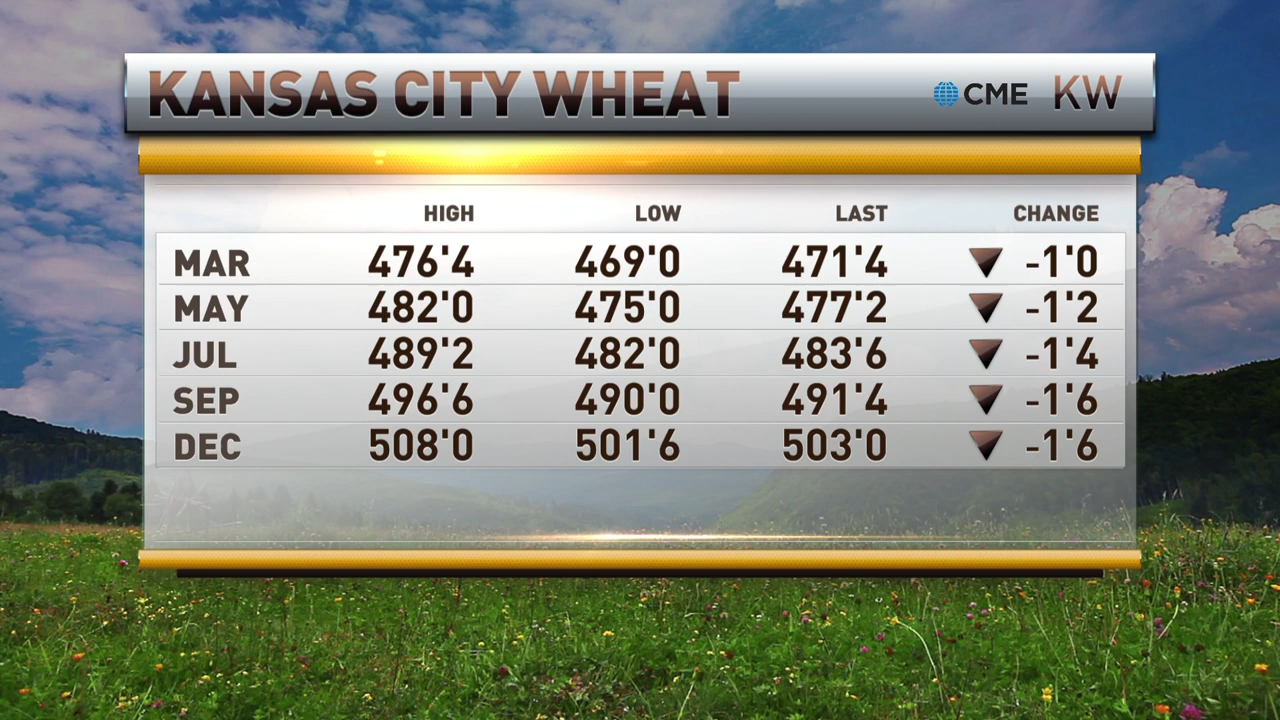 KANSAS CITY WHEAT CME KW
HIGH LOW LAST CHANGE
MAR 476'4 469'0 471'4 -1'0
MAY 482'0 475'0 477'2 -1'2
JUL 489'2 482'0 483'6 -1'4
SEP 496'6 490'0 491'4 -1'6
DEC 508'0 501'6 503'0 -1'6